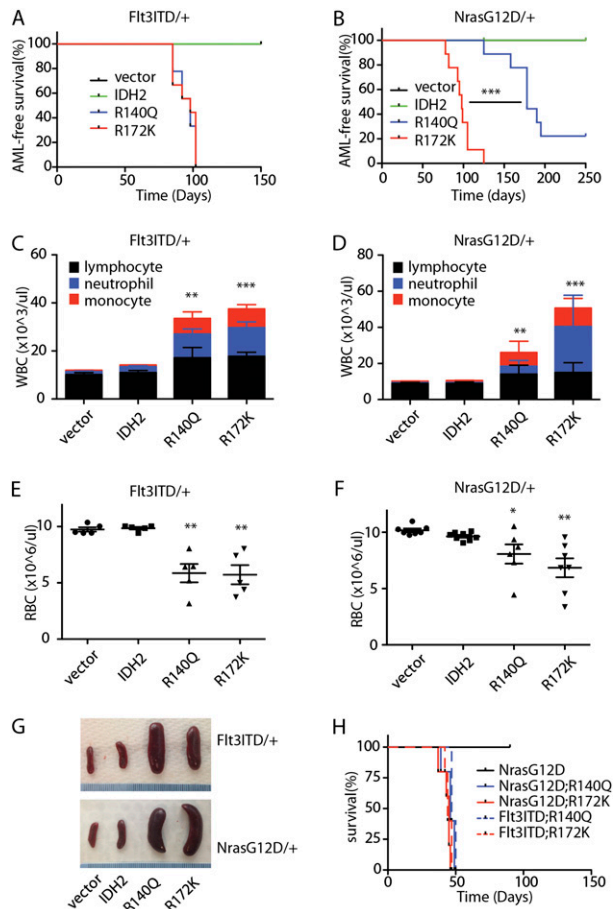 A
Flt3ITD/+
AML-free survival(%)
100
80
60
40
20
0
vector
IDH2
R140Q
R172K
0
50
100
150
Time (Days)
B
NrasG12D/+
AML-free survival(%)
100
80
60
40
20
0
vector
IDH2
R140Q
R172K
***
0
50
100
150
200
250
Time (days)
C
Flt3ITD/+
WBC (x10^3/ul)
60
40
20
0
lymphocyte
neutrophil
monocyte
**
***
vector
IDH2
R140Q
R172K
D
NrasG12D/+
WBC (x10^3/ul)
80
60
40
20
0
lymphocyte
neutrophil
monocyte
**
***
vector
IDH2
R140Q
R172K
E
Flt3ITD/+
RBC (x10^6/ul)
10
5
0
**
**
vector
IDH2
R140Q
R172K
F
NrasG12D/+
RBC (x10^6/ul)
10
5
0
*
**
vector
IDH2
R140Q
R172K
G
Flt3ITD/+
NrasG12D/+
vector
IDH2
R140Q
R172K
H
survival(%)
100
75
50
25
0
NrasG12D
NrasG12D;R140Q
NrasG12D;R172K
Flt3ITD;R140Q
Flt3ITD;R172K
0
50
100
Time (Days)